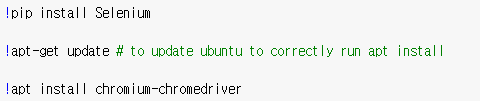 !pip install Selenium
!apt-get update # to update ubuntu to correctly run apt install
!apt install chromium-chromedriver